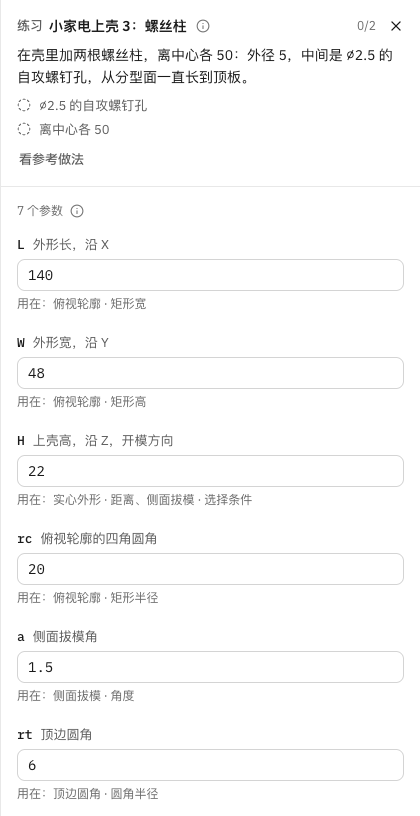 练习 小家电上壳 3：螺丝柱 0/2
在壳里加两根螺丝柱，离中心各 50：外径 5，中间是 ⌀2.5 的
自攻螺钉孔，从分型面一直长到顶板。
⌀2.5 的自攻螺钉孔
离中心各 50
看参考做法
7 个参数
L 外形长，沿 X
140
用在：俯视轮廓 · 矩形宽
W 外形宽，沿 Y
48
用在：俯视轮廓 · 矩形高
H 上壳高，沿 Z，开模方向
22
用在：实心外形 · 距离、侧面拔模 · 选择条件
rc 俯视轮廓的四角圆角
20
用在：俯视轮廓 · 矩形半径
a 侧面拔模角
1.5
用在：侧面拔模 · 角度
rt 顶边圆角
6
用在：顶边圆角 · 圆角半径